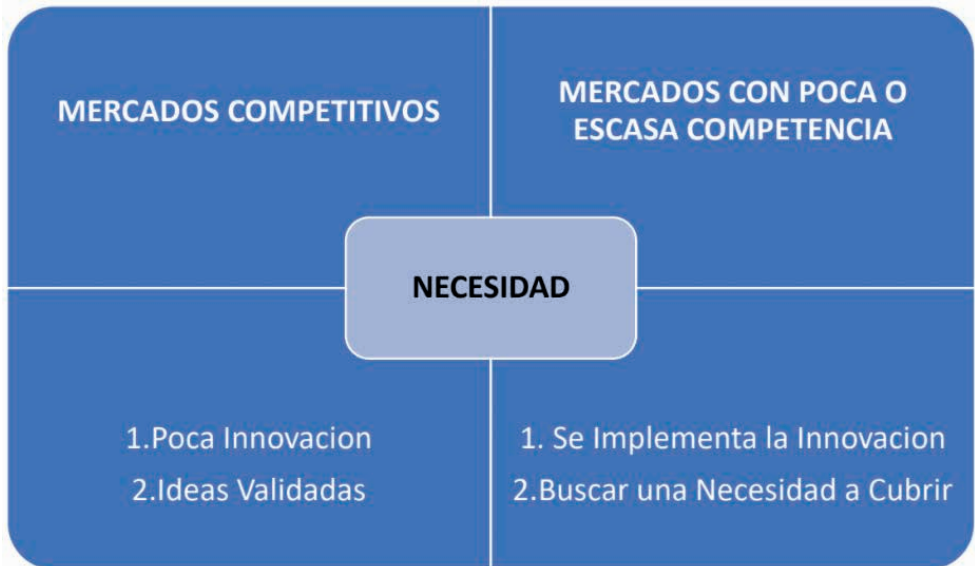 MERCADOS COMPETITIVOS
MERCADOS CON POCA O
ESCASA COMPETENCIA
NECESIDAD
1.Poca Innovacion
2.Ideas Validadas
1. Se Implementa la Innovacion
2.Buscar una Necesidad a Cubrir